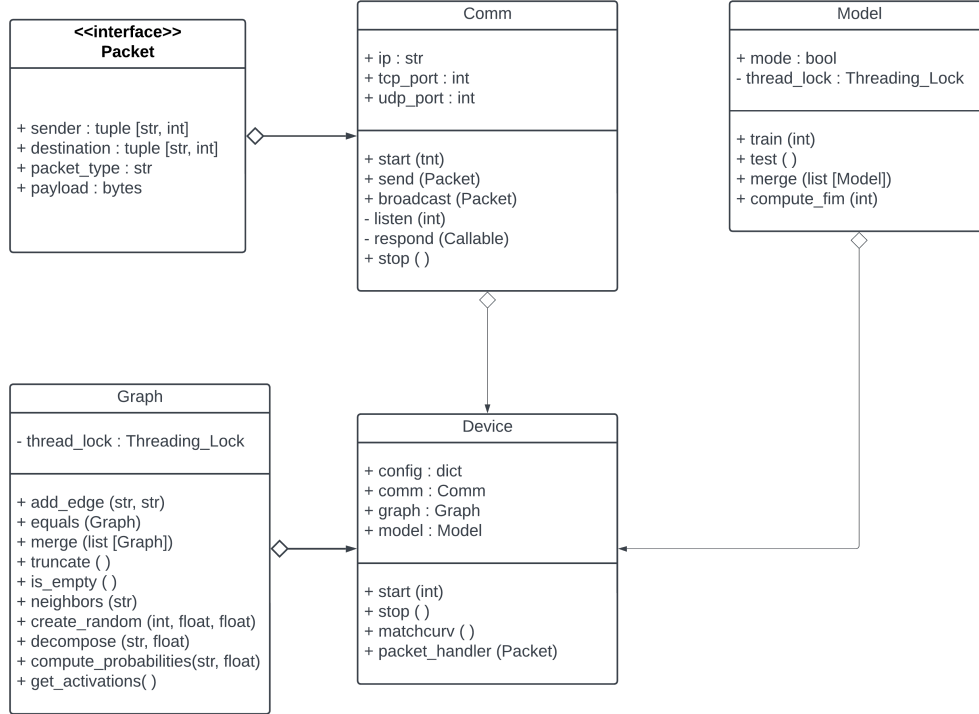 <<interface>>
Packet
+ sender : tuple [str, int]
+ destination : tuple [str, int]
+ packet_type : str
+ payload : bytes
Comm
+ ip : str
+ tcp_port : int
+ udp_port : int
+ start (tnt)
+ send (Packet)
+ broadcast (Packet)
- listen (int)
- respond (Callable)
+ stop ( )
Model
+ mode : bool
- thread_lock : Threading_Lock
+ train (int)
+ test ( )
+ merge (list [Model])
+ compute_fim (int)
Graph
- thread_lock : Threading_Lock
+ add_edge (str, str)
+ equals (Graph)
+ merge (list [Graph])
+ truncate ( )
+ is_empty ( )
+ neighbors (str)
+ create_random (int, float, float)
+ decompose (str, float)
+ compute_probabilities(str, float)
+ get_activations( )
Device
+ config : dict
+ comm : Comm
+ graph : Graph
+ model : Model
+ start (int)
+ stop ( )
+ matchcurv ( )
+ packet_handler (Packet)